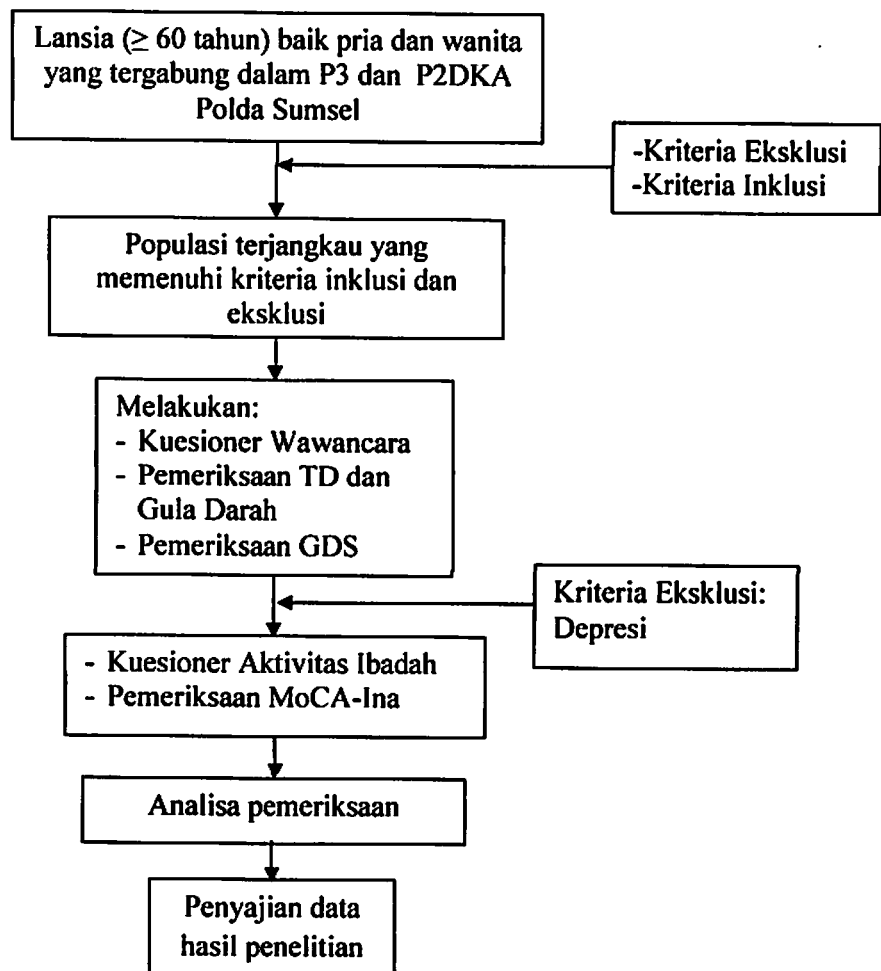 Lansia (≥ 60 tahun) baik pria dan wanita
yang tergabung dalam P3 dan P2DKA
Polda Sumsel
-Kriteria Eksklusi
-Kriteria Inklusi
Populasi terjangkau yang
memenuhi kriteria inklusi dan
eksklusi
Melakukan:
- Kuesioner Wawancara
- Pemeriksaan TD dan
Gula Darah
- Pemeriksaan GDS
Kriteria Eksklusi:
Depresi
- Kuesioner Aktivitas Ibadah
- Pemeriksaan MoCA-Ina
Analisa pemeriksaan
Penyajian data
hasil penelitian